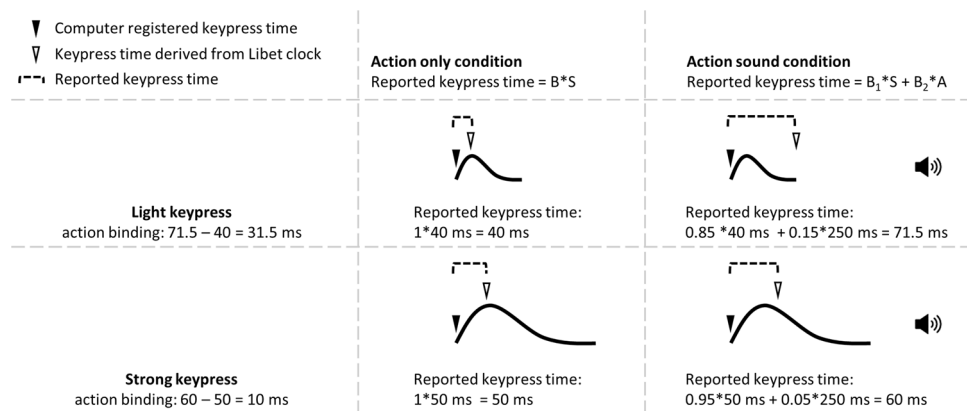 Computer registered keypress time
Keypress time derived from Libet clock
Reported keypress time
Action only condition
Reported keypress time = B*S
Action sound condition
Reported keypress time = B₁*S + B₂*A
Light keypress
action binding: 71.5 – 40 = 31.5 ms
Reported keypress time:
1*40 ms = 40 ms
Reported keypress time:
0.85 *40 ms + 0.15*250 ms = 71.5 ms
Strong keypress
action binding: 60 – 50 = 10 ms
Reported keypress time:
1*50 ms = 50 ms
Reported keypress time:
0.95*50 ms + 0.05*250 ms = 60 ms